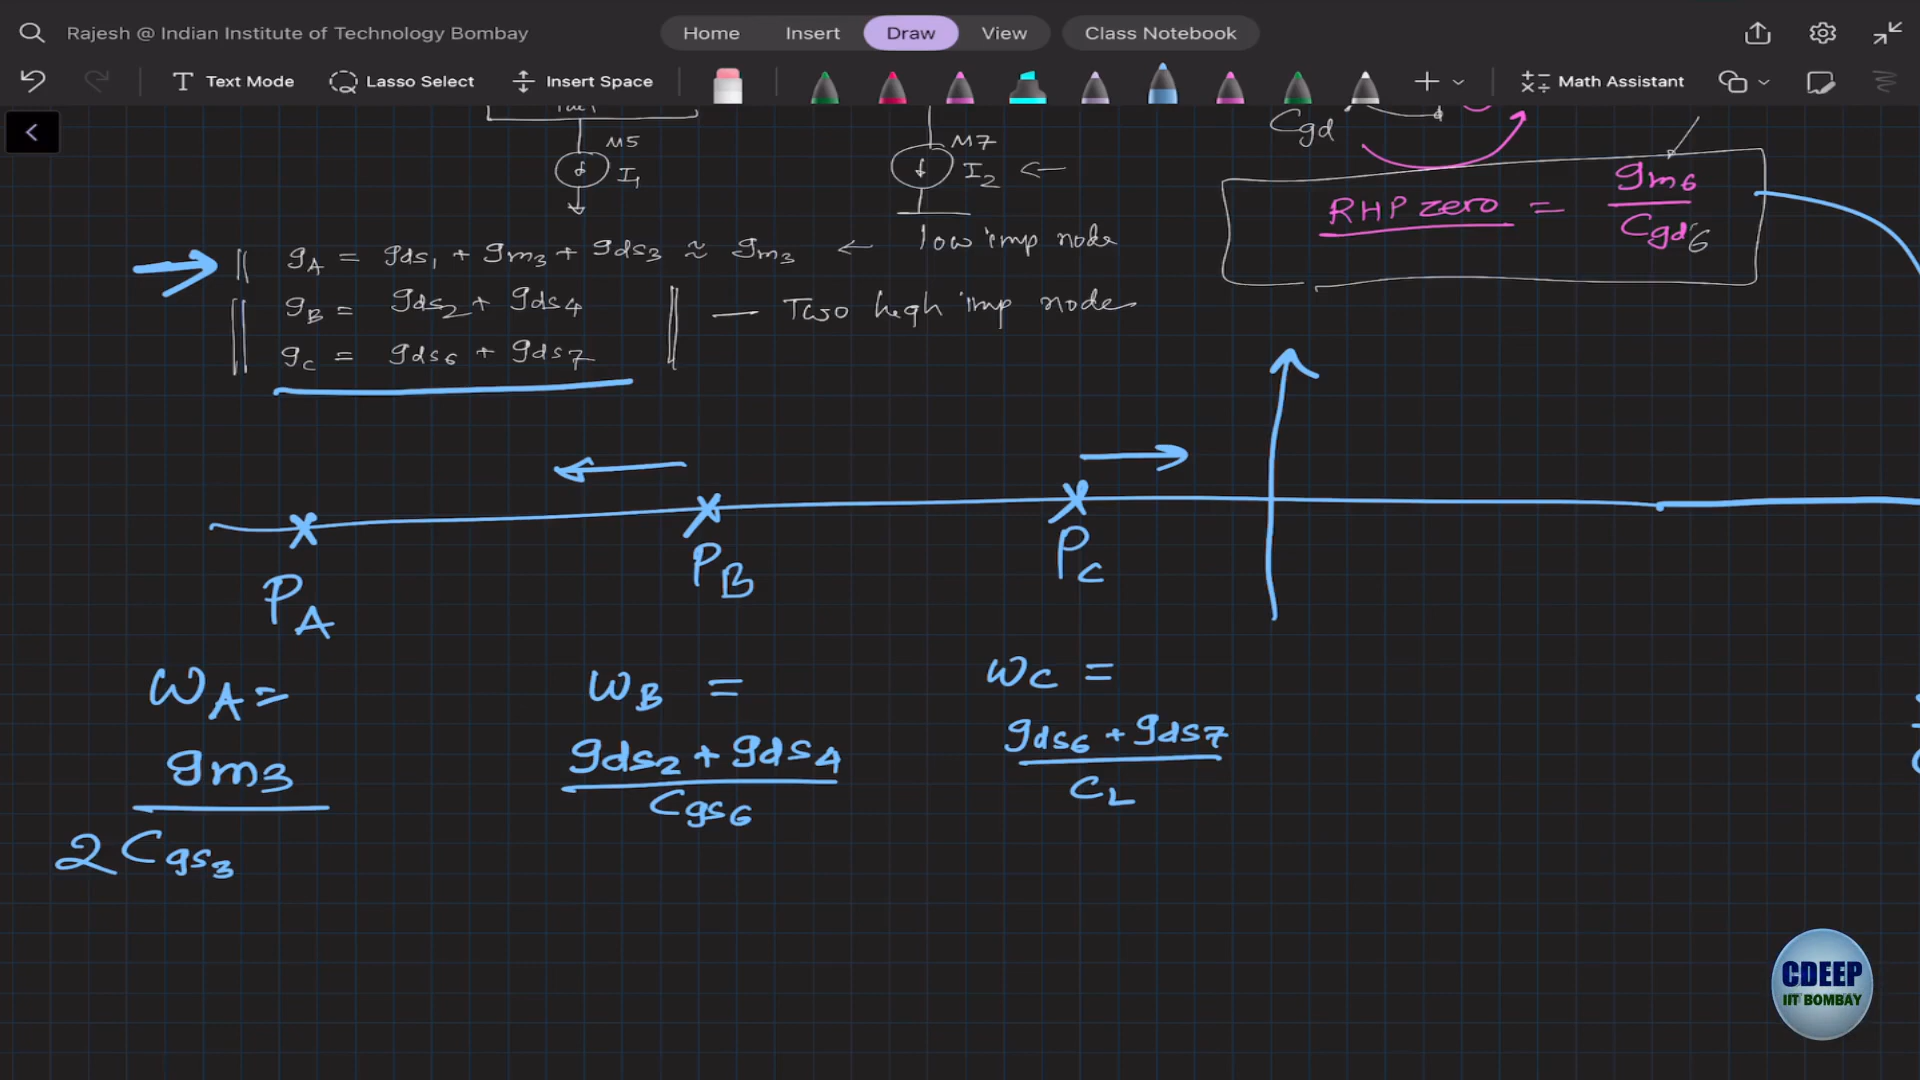 Rajesh @ Indian Institute of Technology Bombay
Home Insert Draw View Class Notebook
Text Mode Lasso Select Insert Space Math Assistant
M5
I1
M7
I2 ←
Cgd
RHP zero = gm6 / Cgd6
gA = gds1 + gm3 + gds3 ≈ gm3 ← low imp node
gB = gds2 + gds4
— Two high imp node
gC = gds6 + gds7
PA PB PC
ωA = gm3 / 2Cgs3
ωB = gds2 + gds4 / Cgs6
ωC = gds6 + gds7 / CL
CDEEP
IIT BOMBAY